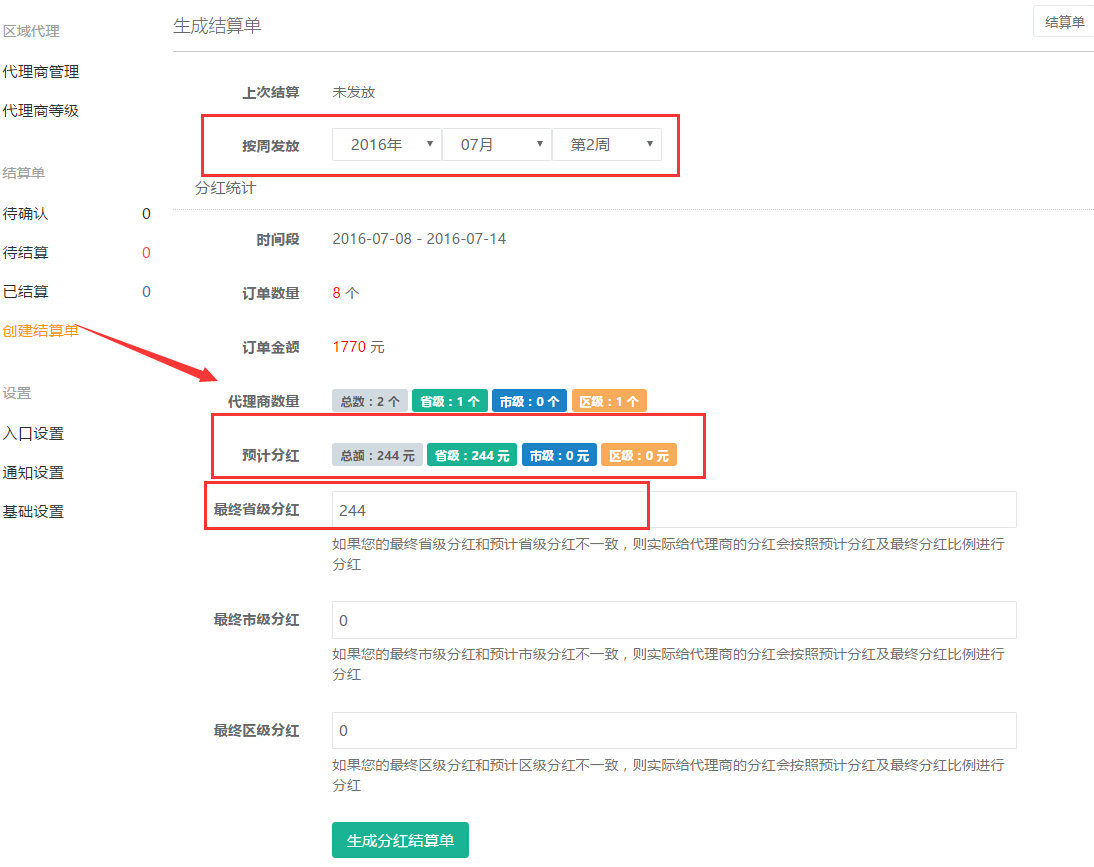 区域代理
代理商管理
代理商等级
结算单
待确认 0
待结算 0
已结算 0
创建结算单
设置
入口设置
通知设置
基础设置
生成结算单
结算单
上次结算 未发放
按周发放 2016年 07月 第2周
分红统计
时间段 2016-07-08 - 2016-07-14
订单数量 8 个
订单金额 1770 元
代理商数量 总数：2 个 省级：1 个 市级：0 个 区级：1 个
预计分红 总额：244 元 省级：244 元 市级：0 元 区级：0 元
最终省级分红 244
如果您的最终省级分红和预计省级分红不一致，则实际给代理商的分红会按照预计分红及最终分红比例进行
分红
最终市级分红 0
如果您的最终市级分红和预计市级分红不一致，则实际给代理商的分红会按照预计分红及最终分红比例进行
分红
最终区级分红 0
如果您的最终区级分红和预计区级分红不一致，则实际给代理商的分红会按照预计分红及最终分红比例进行
分红
生成分红结算单